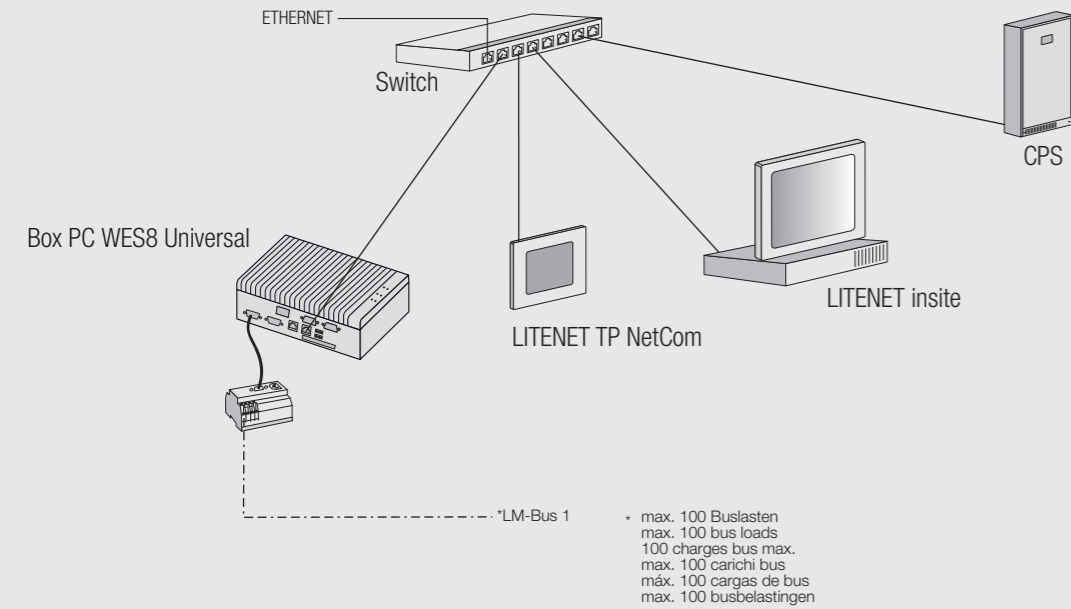 ETHERNET
Switch
CPS
Box PC WES8 Universal
LITENET insite
LITENET TP NetCom
*LM-Bus 1
* max. 100 Buslasten
max. 100 bus loads
100 charges bus max.
max. 100 carichi bus
máx. 100 cargas de bus
max. 100 busbelastingen